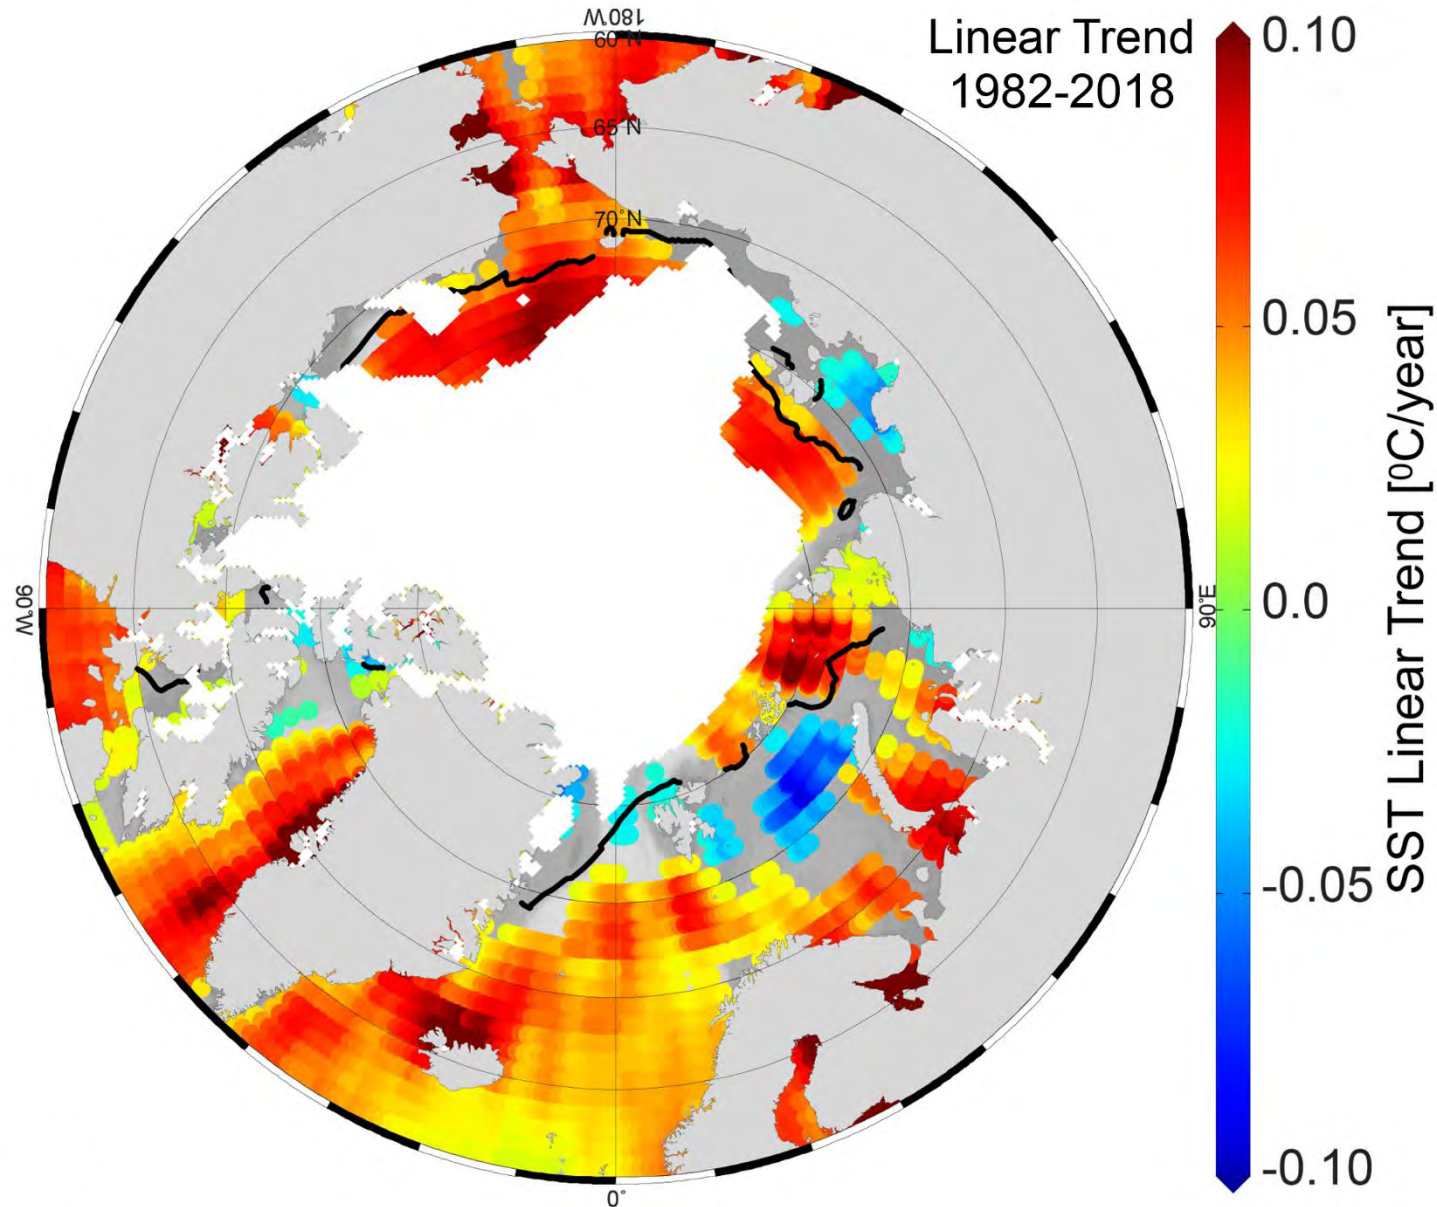 180°W
60°N
Linear Trend
1982-2018
65°N
70°N
90°W
90°E
0°
0.10
0.05
0.0
-0.05
-0.10
SST Linear Trend [⁰C/year]